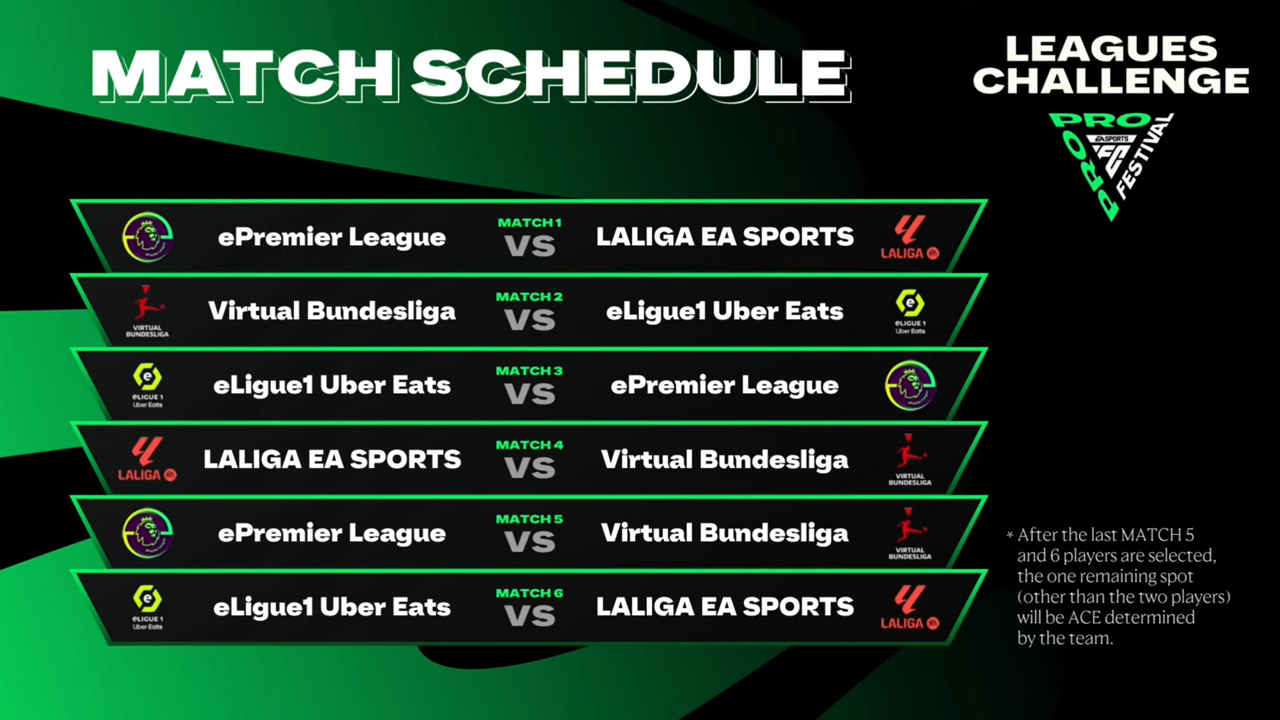 MATCH SCHEDULE
LEAGUES
CHALLENGE
PRO
PRO
FESTIVAL
EA SPORTS
FC
ePremier League
MATCH 1
VS
LALIGA EA SPORTS
LALIGA
Virtual Bundesliga
VIRTUAL
BUNDESLIGA
MATCH 2
VS
eLigue1 Uber Eats
e
eLIGUE 1
Uber Eats
eLigue1 Uber Eats
e
eLIGUE 1
Uber Eats
MATCH 3
VS
ePremier League
LALIGA
LALIGA EA SPORTS
MATCH 4
VS
Virtual Bundesliga
VIRTUAL
BUNDESLIGA
ePremier League
MATCH 5
VS
Virtual Bundesliga
VIRTUAL
BUNDESLIGA
e
eLIGUE 1
Uber Eats
eLigue1 Uber Eats
MATCH 6
VS
LALIGA EA SPORTS
LALIGA
* After the last MATCH 5
and 6 players are selected,
the one remaining spot
(other than the two players)
will be ACE determined
by the team.